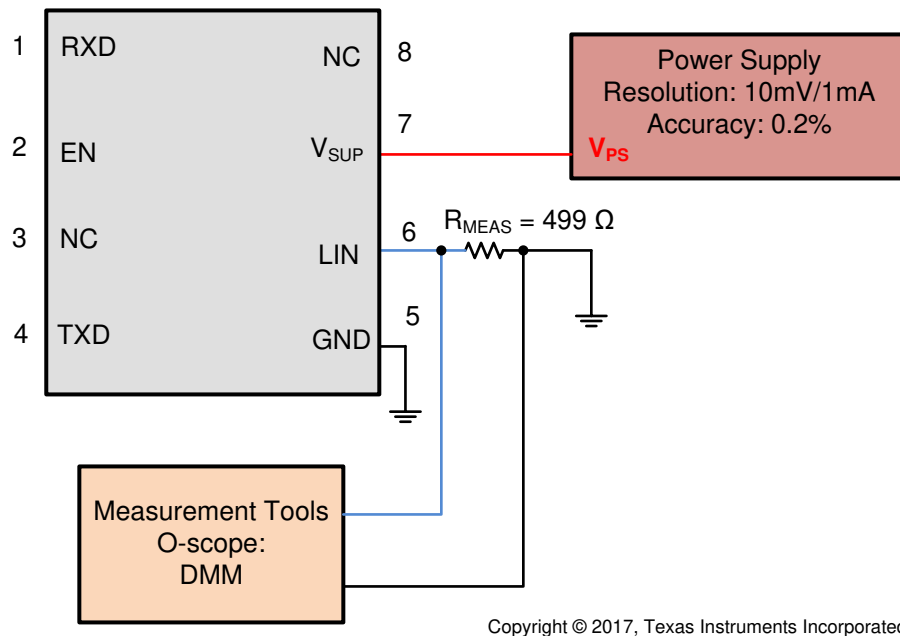 1 RXD NC 8
Power Supply
Resolution: 10mV/1mA
Accuracy: 0.2%
2 EN VSUP 7 VPS
3 NC LIN 6 RMEAS = 499 Ω
4 TXD GND 5
Measurement Tools
O-scope:
DMM
Copyright © 2017, Texas Instruments Incorporated